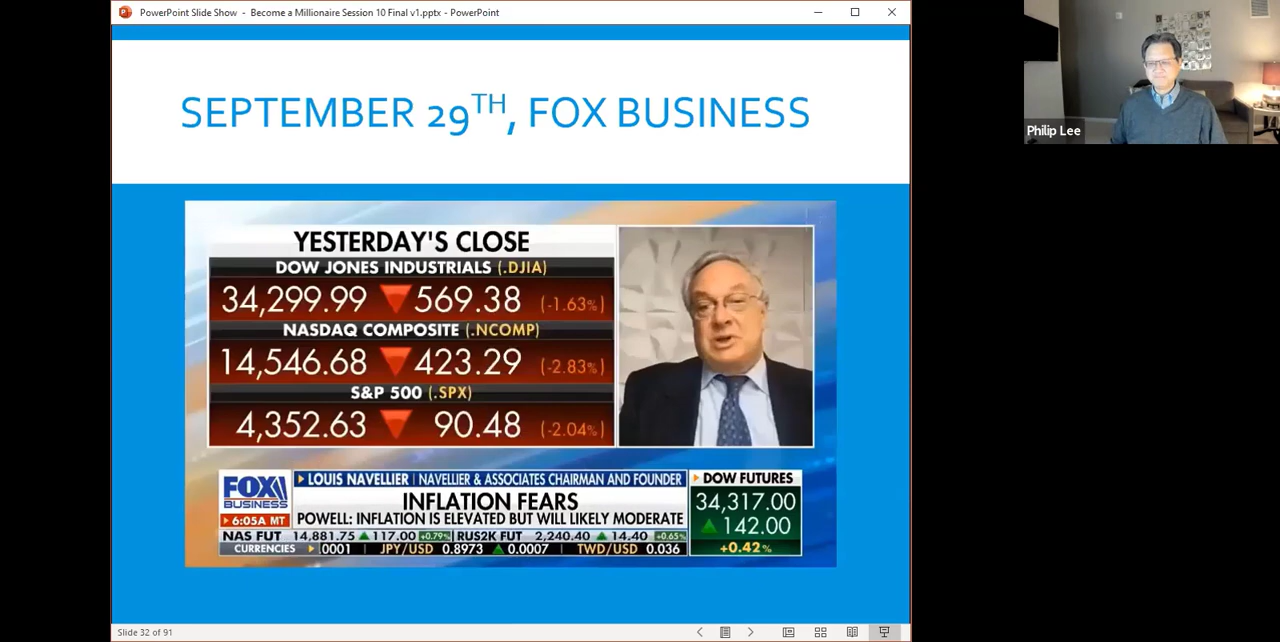 PowerPoint Slide Show - Become a Millionaire Session 10 Final v1.pptx - PowerPoint
SEPTEMBER 29TH, FOX BUSINESS
YESTERDAY'S CLOSE
DOW JONES INDUSTRIALS (.DJIA)
34,299.99 ▼ 569.38 (-1.63%)
NASDAQ COMPOSITE (.NCOMP)
14,546.68 ▼ 423.29 (-2.83%)
S&P 500 (.SPX)
4,352.63 ▼ 90.48 (-2.04%)
FOX
BUSINESS
6:05A MT
LOUIS NAVELLIER | NAVELLIER & ASSOCIATES CHAIRMAN AND FOUNDER
INFLATION FEARS
POWELL: INFLATION IS ELEVATED BUT WILL LIKELY MODERATE
DOW FUTURES
34,317.00
▲ 142.00
+0.42%
NAS FUT 14,881.75 ▲ 117.00 +0.79% RUS2K FUT 2,240.40 ▲ 14.40 +0.65%
CURRENCIES 0001 | JPY/USD 0.8973 ▲ 0.0007 | TWD/USD 0.036
Slide 32 of 91
Philip Lee